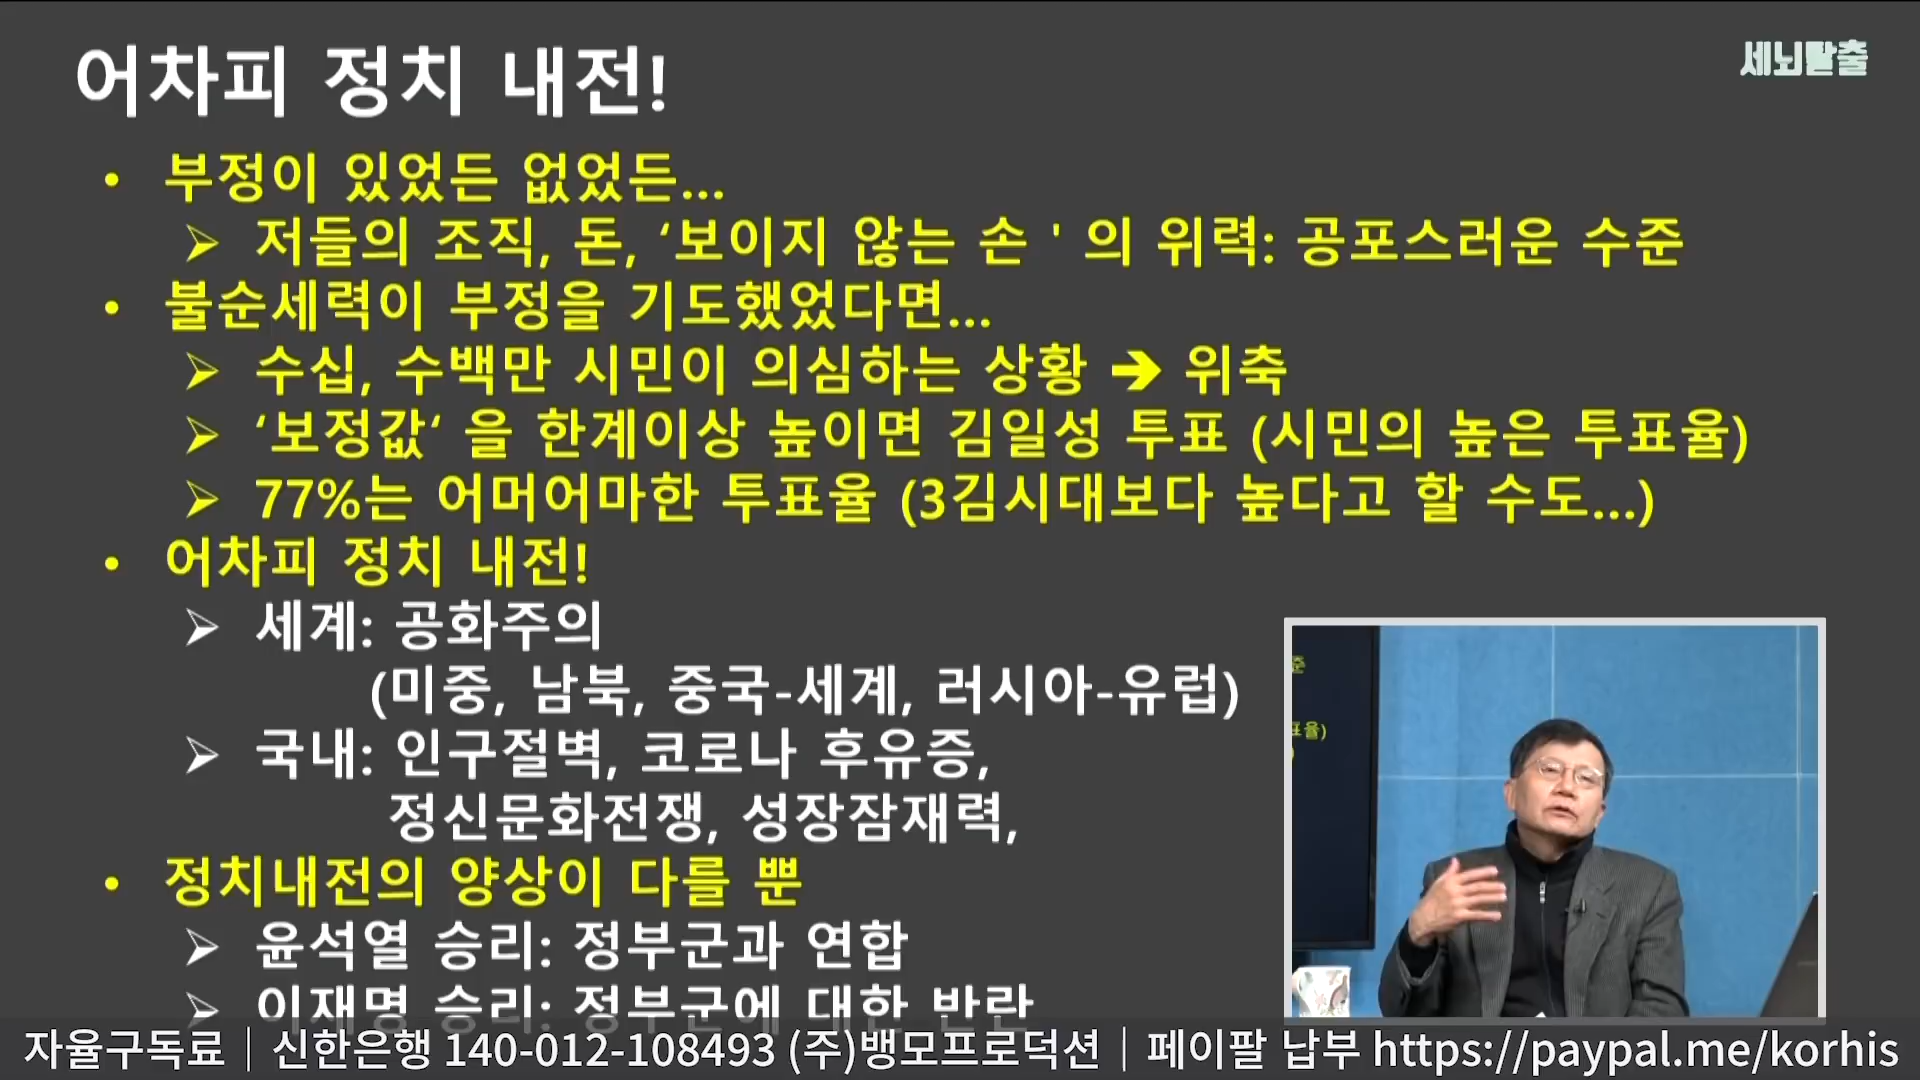 어차피 정치 내전!
세뇌탈출
• 부정이 있었든 없었든...
➢ 저들의 조직, 돈, ‘보이지 않는 손 ' 의 위력: 공포스러운 수준
• 불순세력이 부정을 기도했었다면...
➢ 수십, 수백만 시민이 의심하는 상황 ➔ 위축
➢ ‘보정값‘ 을 한계이상 높이면 김일성 투표 (시민의 높은 투표율)
➢ 77%는 어머어마한 투표율 (3김시대보다 높다고 할 수도...)
• 어차피 정치 내전!
➢ 세계: 공화주의
(미중, 남북, 중국-세계, 러시아-유럽)
➢ 국내: 인구절벽, 코로나 후유증,
정신문화전쟁, 성장잠재력,
• 정치내전의 양상이 다를 뿐
➢ 윤석열 승리: 정부군과 연합
➢ 이재명 승리: 정부군에 대한 반란
준
표율)
)
자율구독료 | 신한은행 140-012-108493 (주)뱅모프로덕션 | 페이팔 납부 https://paypal.me/korhis